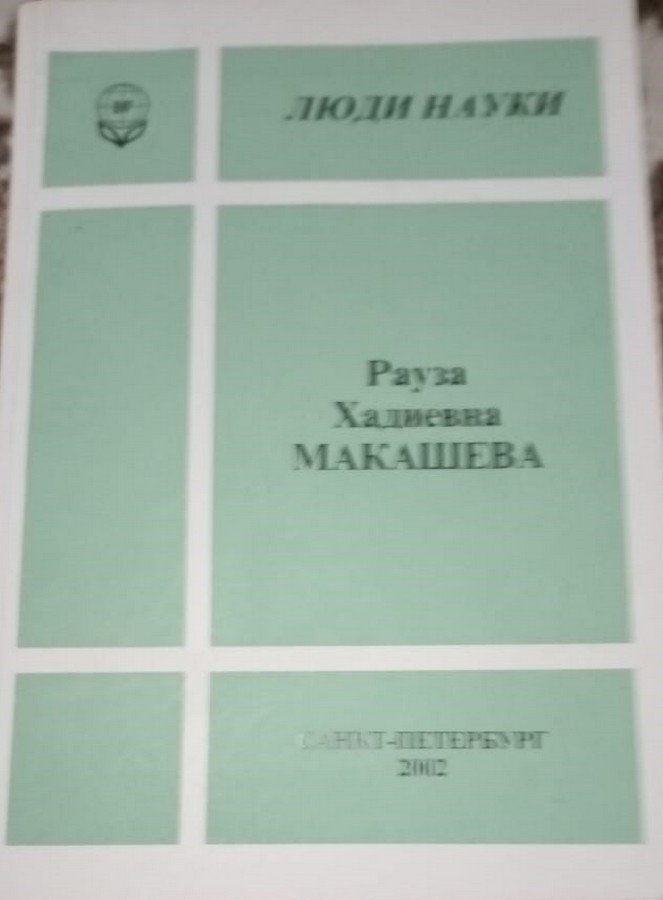 ЛЮДИ НАУКИ
Рауза
Хадиевна
МАКАШЕВА
САНКТ-ПЕТЕРБУРГ
2002